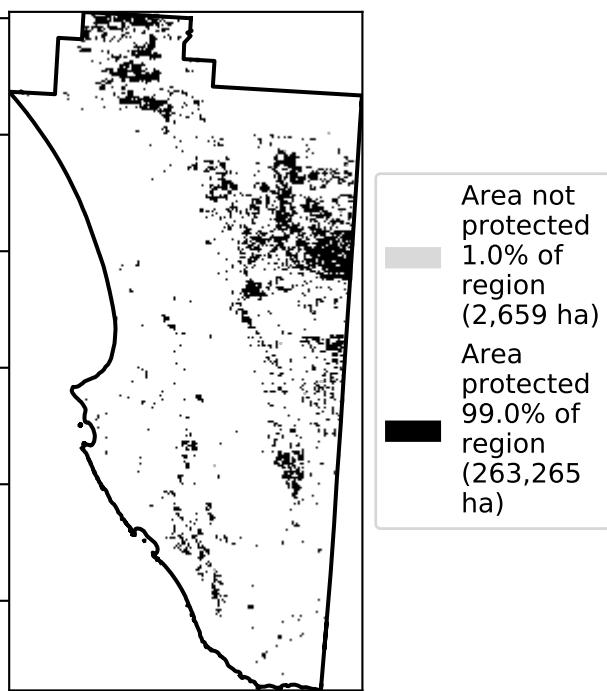 Area not
protected
1.0% of
region
(2,659 ha)
Area
protected
99.0% of
region
(263,265
ha)